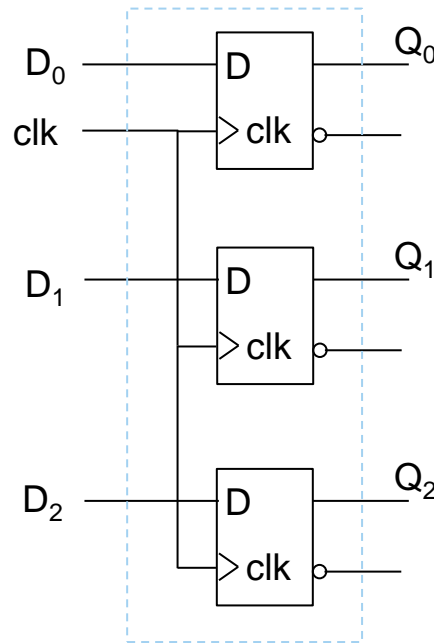 D₀ D Q₀
clk clk
D₁ D Q₁
clk
D₂ D Q₂
clk